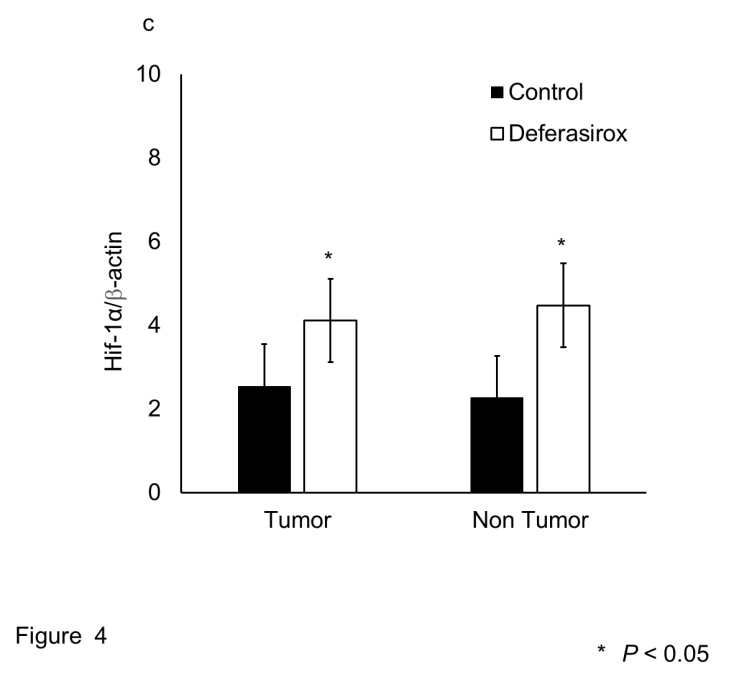 c
10
8
6
4
2
0
Hif-1α/β-actin
■ Control
□ Deferasirox
*
*
Tumor
Non Tumor
Figure 4
* P < 0.05